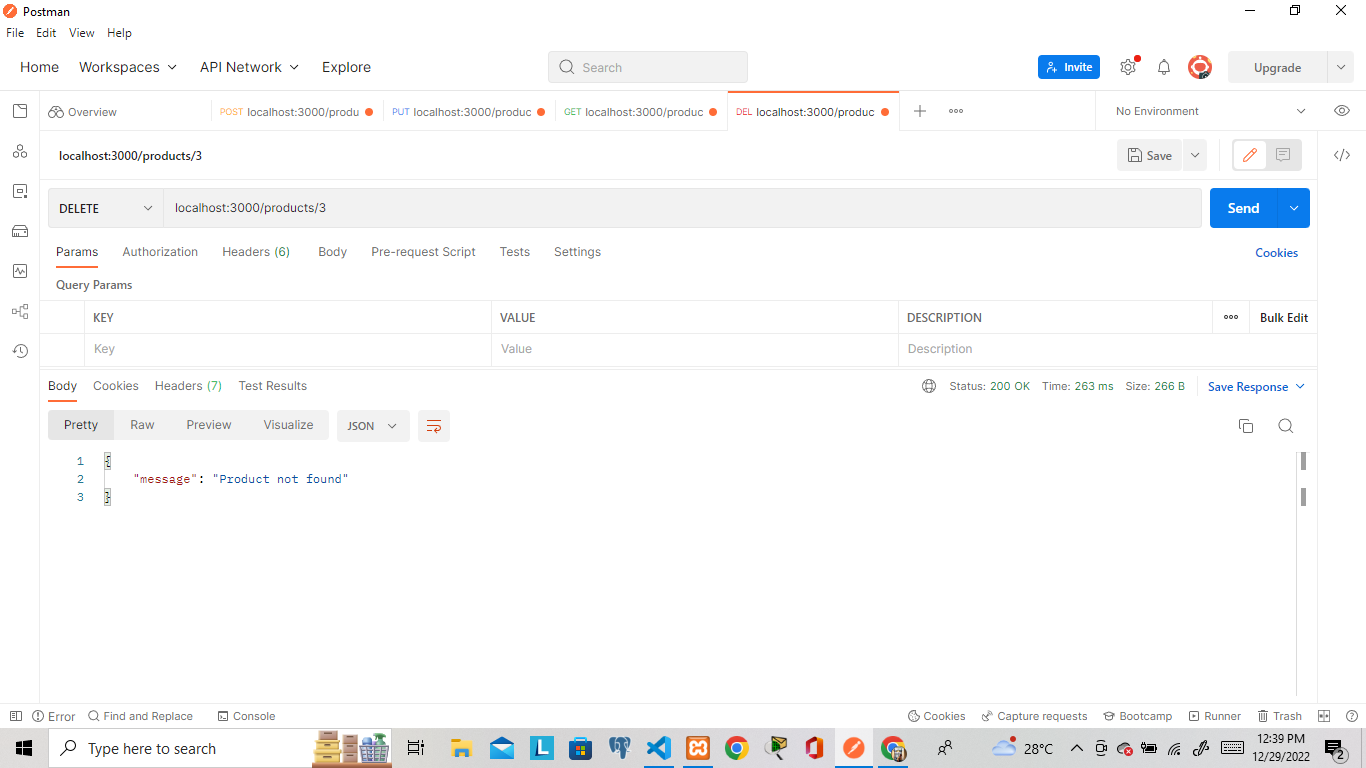 Postman
File Edit View Help
Home Workspaces API Network Explore Search Invite Upgrade
Overview POST localhost:3000/produ PUT localhost:3000/produc GET localhost:3000/produc DEL localhost:3000/produc No Environment
localhost:3000/products/3 Save
DELETE localhost:3000/products/3 Send
Params Authorization Headers (6) Body Pre-request Script Tests Settings Cookies
Query Params
KEY VALUE DESCRIPTION Bulk Edit
Key Value Description
Body Cookies Headers (7) Test Results Status: 200 OK Time: 263 ms Size: 266 B Save Response
Pretty Raw Preview Visualize JSON
1 {
2 "message": "Product not found"
3 }
Error Find and Replace Console Cookies Capture requests Bootcamp Runner Trash
Type here to search L 28°C 12:39 PM
12/29/2022 2